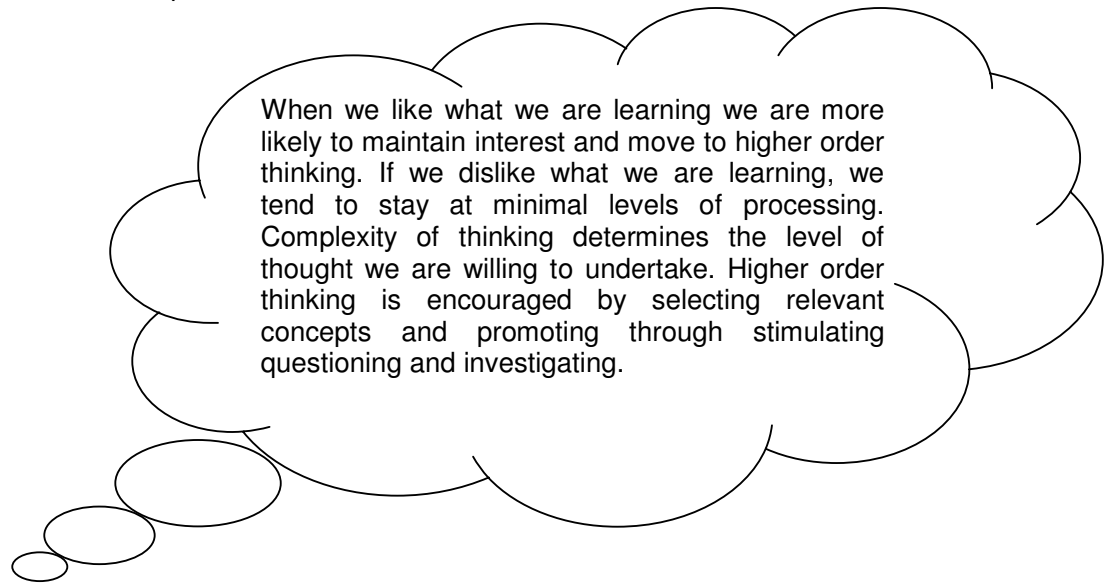 When we like what we are learning we are more
likely to maintain interest and move to higher order
thinking. If we dislike what we are learning, we
tend to stay at minimal levels of processing.
Complexity of thinking determines the level of
thought we are willing to undertake. Higher order
thinking is encouraged by selecting relevant
concepts and promoting through stimulating
questioning and investigating.